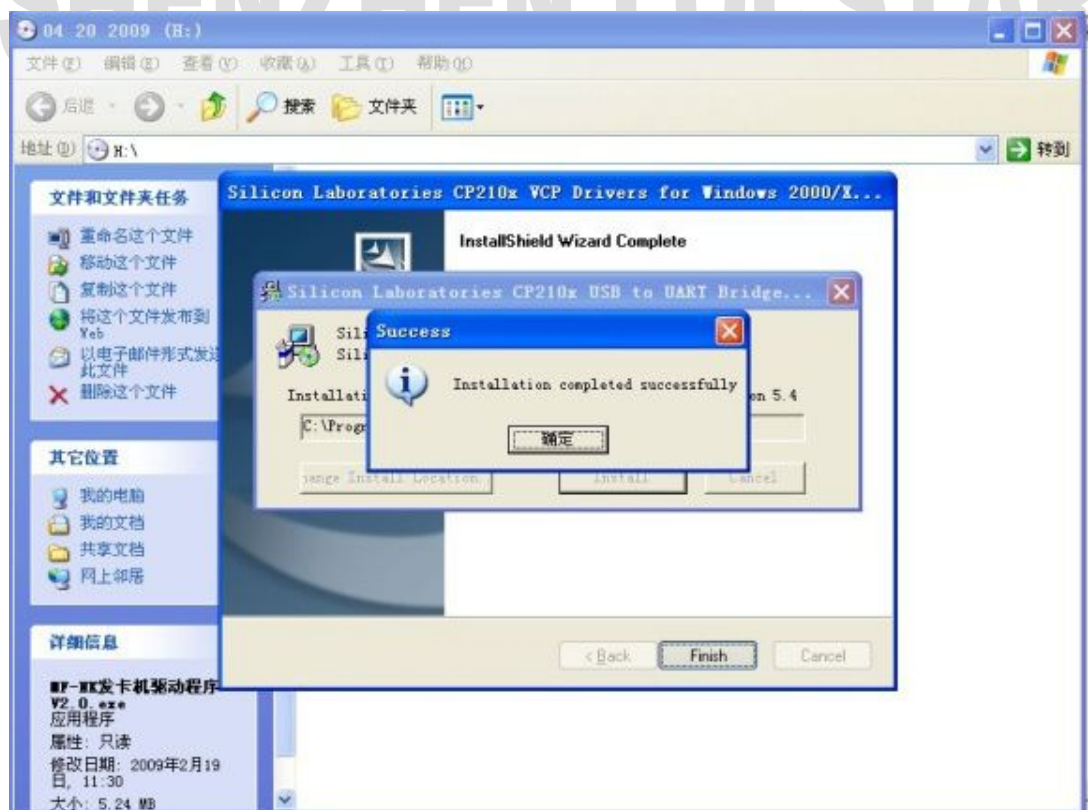 04 20 2009 (H:)
文件(F) 编辑(E) 查看(V) 收藏(A) 工具(T) 帮助(H)
后退 搜索 文件夹
地址(D) H:\ 转到
文件和文件夹任务
重命名这个文件
移动这个文件
复制这个文件
将这个文件发布到
Web
以电子邮件形式发送
此文件
删除这个文件
其它位置
我的电脑
我的文档
共享文档
网上邻居
详细信息
发卡机驱动程序
V2.0.exe
应用程序
属性: 只读
修改日期: 2009年2月19
日, 11:30
大小: 5.24 MB
Silicon Laboratories CP210x VCP Drivers for Windows 2000/X...
InstallShield Wizard Complete
Silicon Laboratories CP210x USB to UART Bridge...
Sili
Sili
Installati on 5.4
C:\Progr
ange Install Location. Install Cancel
Success
Installation completed successfully
确定
< Back Finish Cancel